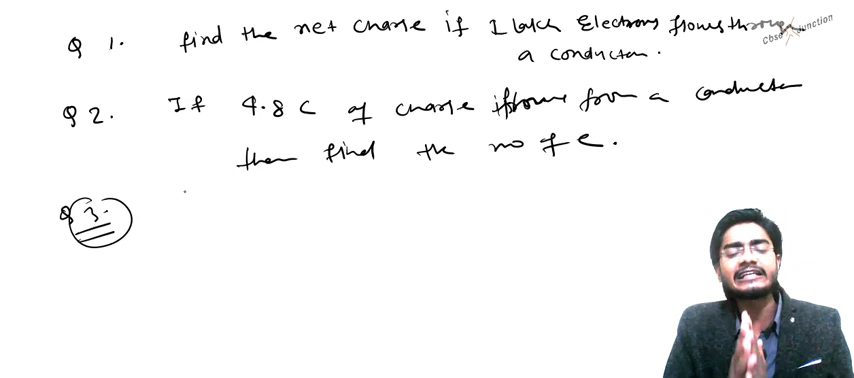 Q 1. find the net charge if 1 lakh Electrons flows through
a conductor.
Cbse junction
Q 2. If 4.8 C of charge flows from a conductor
then find the no of e.
Q 3.